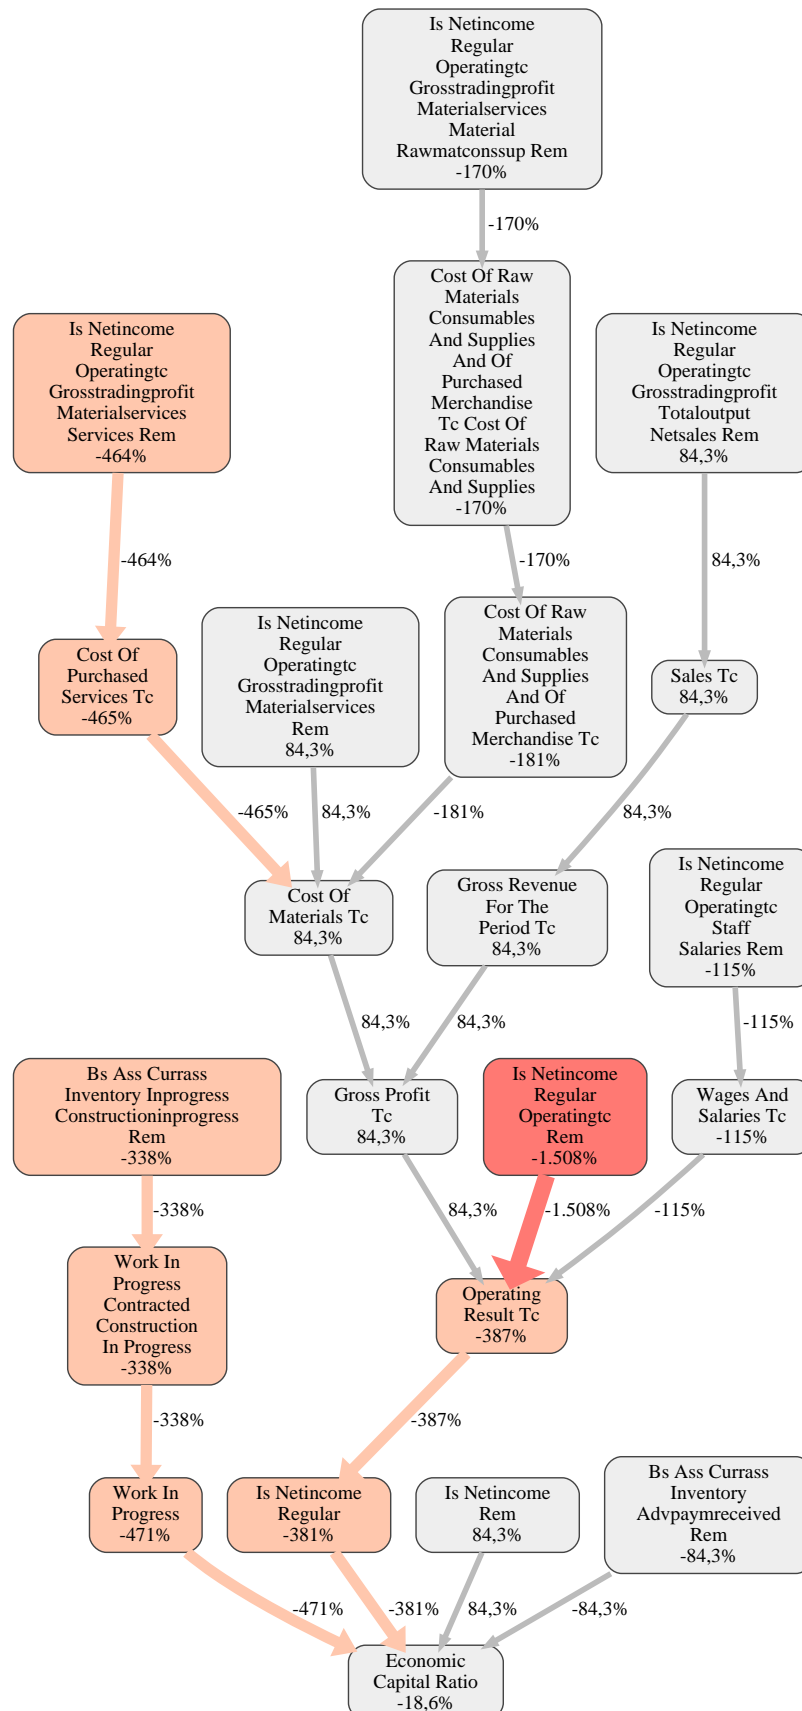 Is Netincome
Regular
Operatingtc
Grosstradingprofit
Materialservices
Material
Rawmatconssup Rem
-170%
-170%
Cost Of Raw
Materials
Consumables
And Supplies
And Of
Purchased
Merchandise
Tc Cost Of
Raw Materials
Consumables
And Supplies
-170%
Is Netincome
Regular
Operatingtc
Grosstradingprofit
Materialservices
Services Rem
-464%
Is Netincome
Regular
Operatingtc
Grosstradingprofit
Totaloutput
Netsales Rem
84,3%
-464%
-170%
84,3%
Cost Of
Purchased
Services Tc
-465%
Is Netincome
Regular
Operatingtc
Grosstradingprofit
Materialservices
Rem
84,3%
Cost Of Raw
Materials
Consumables
And Supplies
And Of
Purchased
Merchandise Tc
-181%
Sales Tc
84,3%
-465%
84,3%
-181%
84,3%
Cost Of
Materials Tc
84,3%
Gross Revenue
For The
Period Tc
84,3%
Is Netincome
Regular
Operatingtc
Staff
Salaries Rem
-115%
84,3%
84,3%
-115%
Bs Ass Currass
Inventory Inprogress
Constructioninprogress
Rem
-338%
Gross Profit
Tc
84,3%
Is Netincome
Regular
Operatingtc
Rem
-1.508%
Wages And
Salaries Tc
-115%
-338%
84,3%
-1.508%
-115%
Work In
Progress
Contracted
Construction
In Progress
-338%
Operating
Result Tc
-387%
-338%
-387%
Work In
Progress
-471%
Is Netincome
Regular
-381%
Is Netincome
Rem
84,3%
Bs Ass Currass
Inventory
Advpaymreceived
Rem
-84,3%
-471%
-381%
84,3%
-84,3%
Economic
Capital Ratio
-18,6%